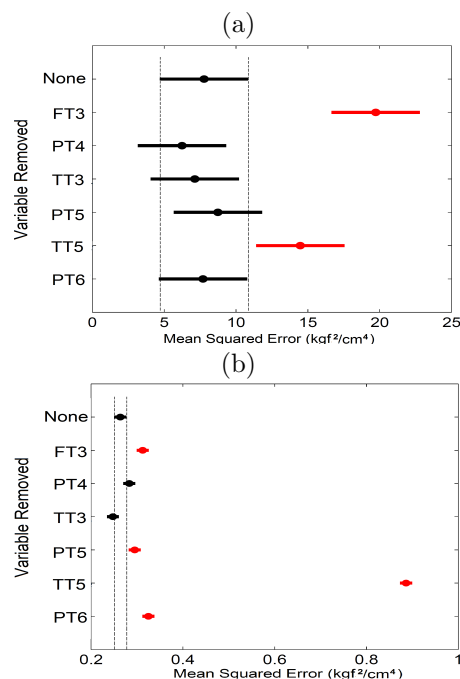 (a)
None
FT3
PT4
TT3
PT5
TT5
PT6
Variable Removed
0 5 10 15 20 25
Mean Squared Error (kgf²/cm⁴)
(b)
None
FT3
PT4
TT3
PT5
TT5
PT6
Variable Removed
0.2 0.4 0.6 0.8 1
Mean Squared Error (kgf²/cm⁴)